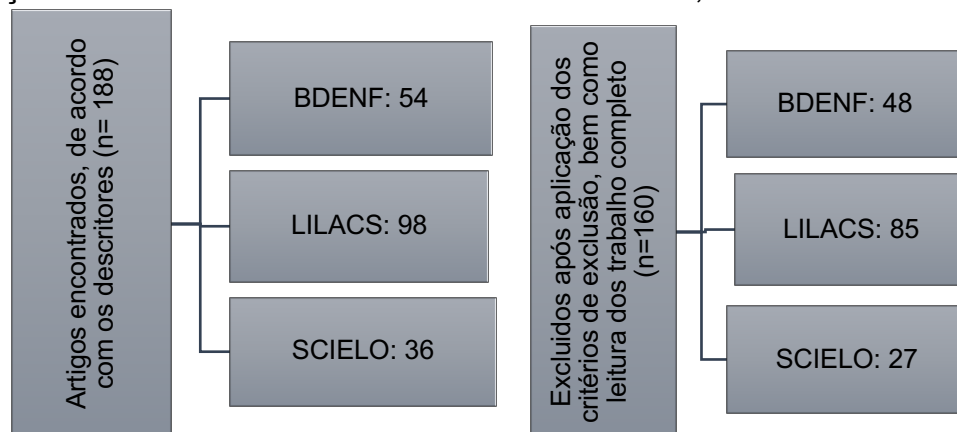 Artigos encontrados, de acordo
com os descritores (n= 188)
BDENF: 54
LILACS: 98
SCIELO: 36
Excluidos após aplicação dos
critérios de exclusão, bem como
leitura dos trabalho completo
(n=160)
BDENF: 48
LILACS: 85
SCIELO: 27